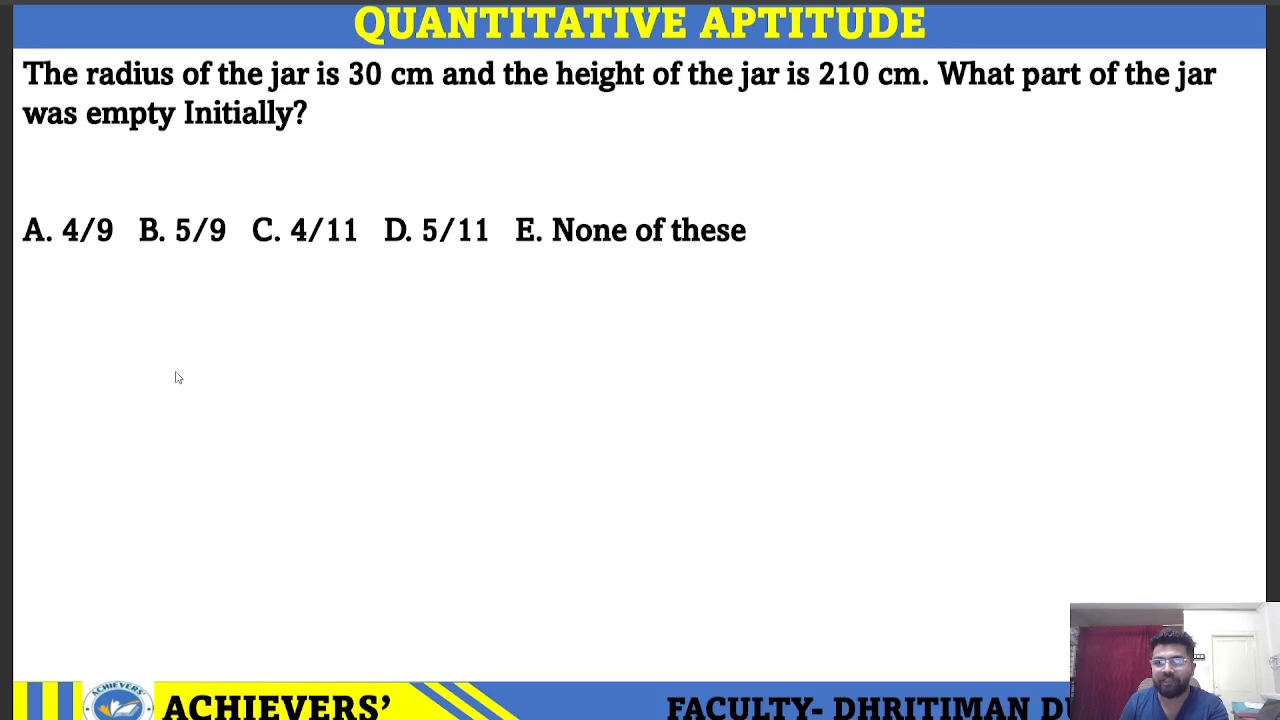 QUANTITATIVE APTITUDE
The radius of the jar is 30 cm and the height of the jar is 210 cm. What part of the jar
was empty Initially?
A. 4/9 B. 5/9 C. 4/11 D. 5/11 E. None of these
ACHIEVERS'
ACHIEVERS’
FACULTY- DHRITIMAN